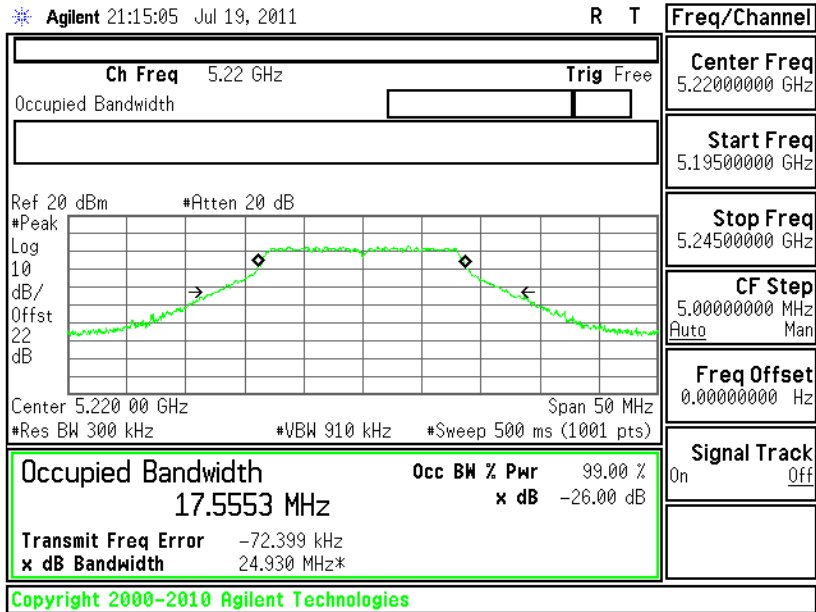 Agilent 21:15:05 Jul 19, 2011 R T
Freq/Channel
Ch Freq 5.22 GHz Trig Free
Occupied Bandwidth
Center Freq
5.22000000 GHz
Start Freq
5.19500000 GHz
Stop Freq
5.24500000 GHz
CF Step
5.00000000 MHz
Auto Man
Freq Offset
0.00000000 Hz
Signal Track
On Off
Ref 20 dBm #Atten 20 dB
#Peak
Log
10
dB/
Offst
22
dB
Center 5.220 00 GHz Span 50 MHz
#Res BW 300 kHz #VBW 910 kHz #Sweep 500 ms (1001 pts)
Occupied Bandwidth Occ BW % Pwr 99.00 %
17.5553 MHz x dB -26.00 dB
Transmit Freq Error -72.399 kHz
x dB Bandwidth 24.930 MHz*
Copyright 2000-2010 Agilent Technologies